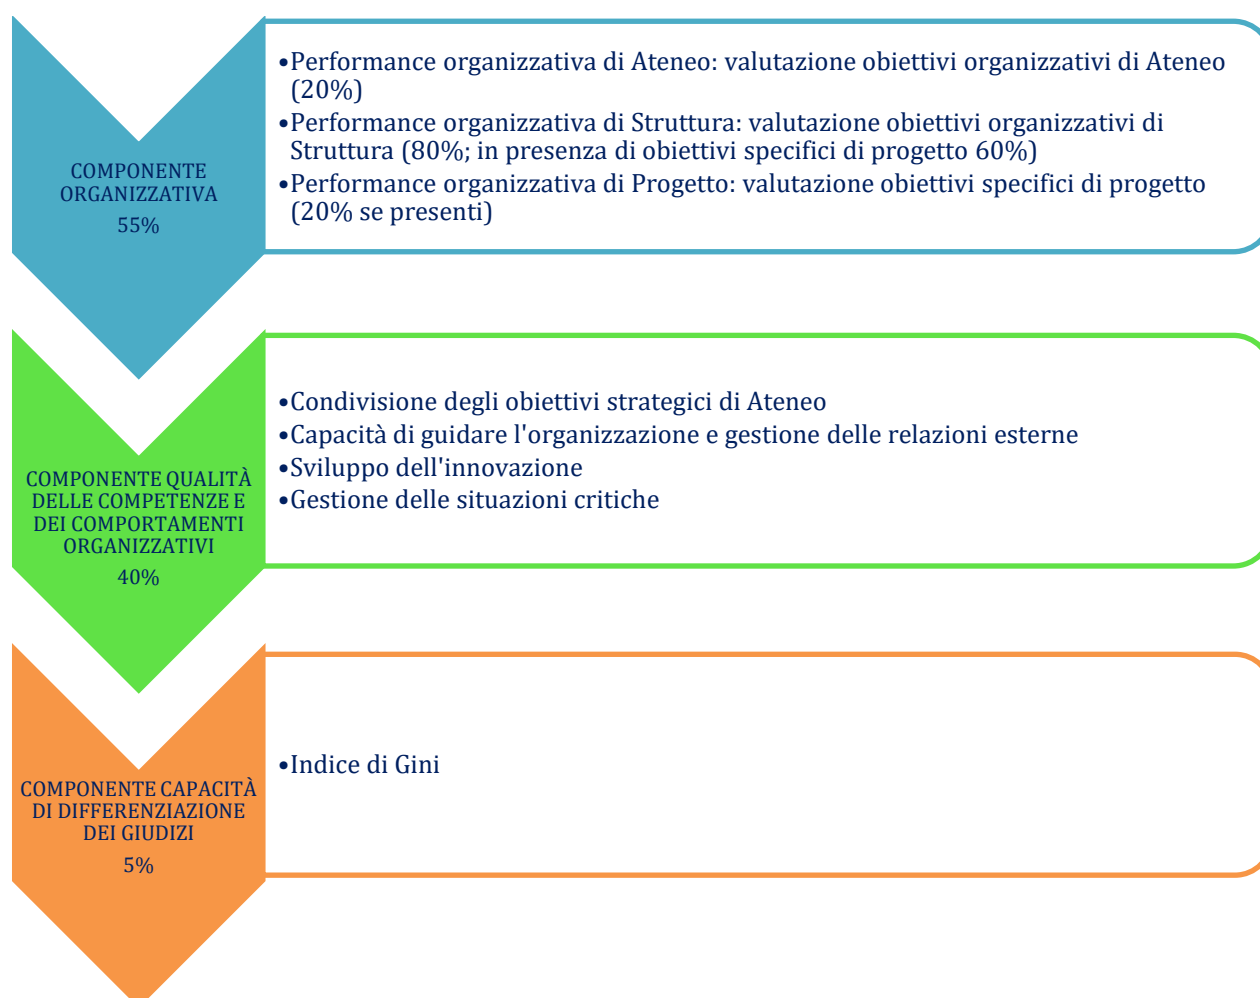 COMPONENTE
ORGANIZZATIVA
55%
•Performance organizzativa di Ateneo: valutazione obiettivi organizzativi di Ateneo
(20%)
•Performance organizzativa di Struttura: valutazione obiettivi organizzativi di
Struttura (80%; in presenza di obiettivi specifici di progetto 60%)
•Performance organizzativa di Progetto: valutazione obiettivi specifici di progetto
(20% se presenti)
COMPONENTE QUALITÀ
DELLE COMPETENZE E
DEI COMPORTAMENTI
ORGANIZZATIVI
40%
•Condivisione degli obiettivi strategici di Ateneo
•Capacità di guidare l'organizzazione e gestione delle relazioni esterne
•Sviluppo dell'innovazione
•Gestione delle situazioni critiche
COMPONENTE CAPACITÀ
DI DIFFERENZIAZIONE
DEI GIUDIZI
5%
•Indice di Gini